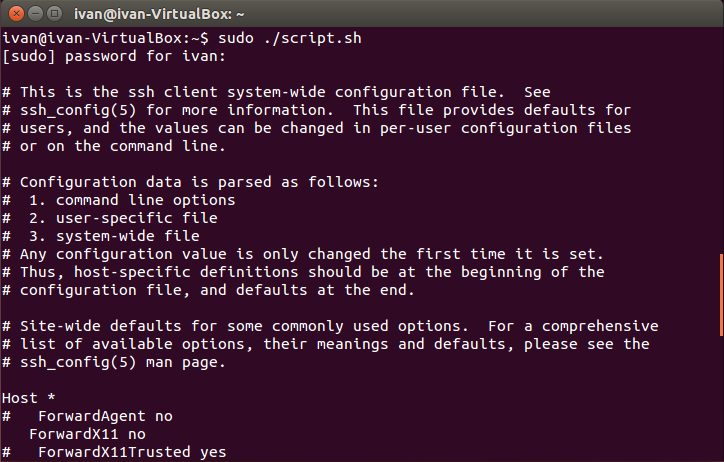 ivan@ivan-VirtualBox: ~
ivan@ivan-VirtualBox:~$ sudo ./script.sh
[sudo] password for ivan:
# This is the ssh client system-wide configuration file.  See
# ssh_config(5) for more information.  This file provides defaults for
# users, and the values can be changed in per-user configuration files
# or on the command line.
# Configuration data is parsed as follows:
#  1. command line options
#  2. user-specific file
#  3. system-wide file
# Any configuration value is only changed the first time it is set.
# Thus, host-specific definitions should be at the beginning of the
# configuration file, and defaults at the end.
# Site-wide defaults for some commonly used options.  For a comprehensive
# list of available options, their meanings and defaults, please see the
# ssh_config(5) man page.
Host *
#   ForwardAgent no
   ForwardX11 no
#   ForwardX11Trusted yes